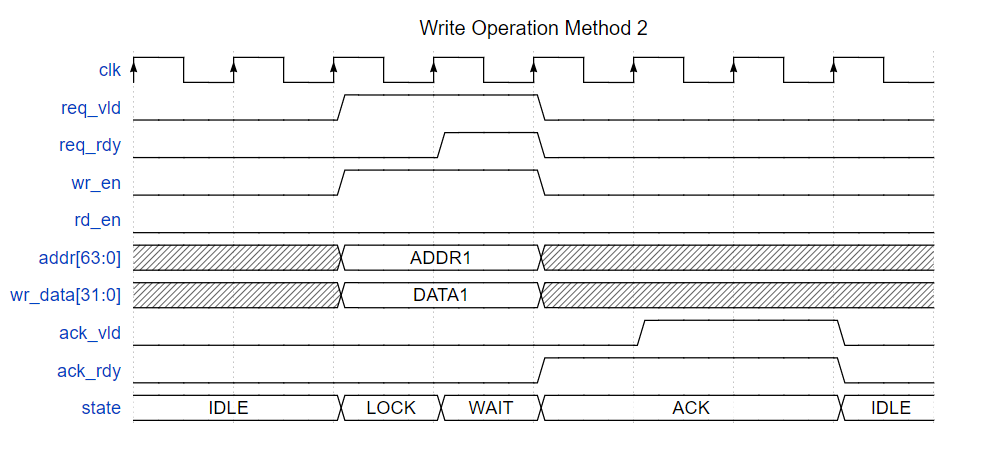 Write Operation Method 2
clk
req_vld
req_rdy
wr_en
rd_en
addr[63:0] ADDR1
wr_data[31:0] DATA1
ack_vld
ack_rdy
state IDLE LOCK WAIT ACK IDLE